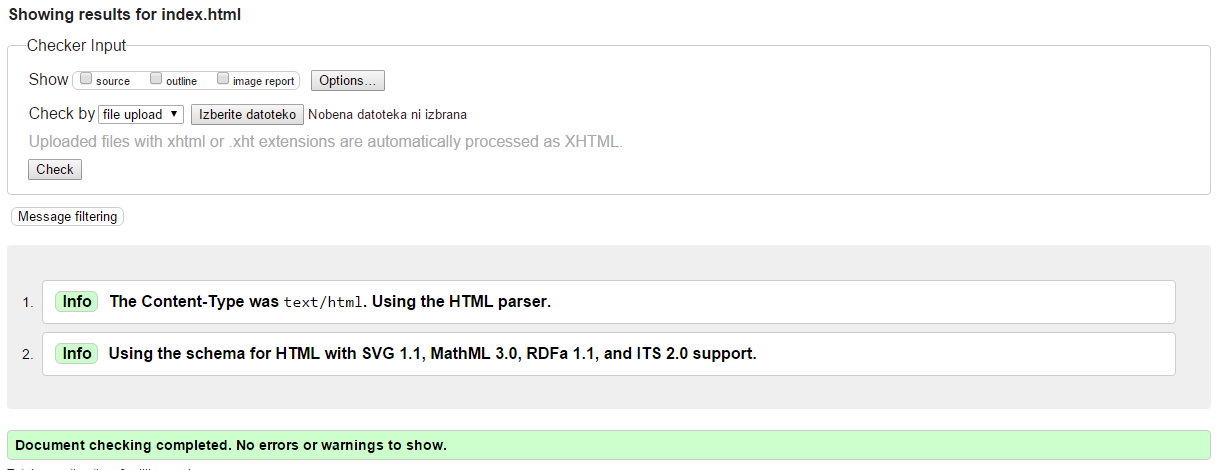 Showing results for index.html
Checker Input
Show source outline image report Options...
Check by file upload Izberite datoteko Nobena datoteka ni izbrana
Uploaded files with xhtml or .xht extensions are automatically processed as XHTML.
Check
Message filtering
1. Info The Content-Type was text/html. Using the HTML parser.
2. Info Using the schema for HTML with SVG 1.1, MathML 3.0, RDFa 1.1, and ITS 2.0 support.
Document checking completed. No errors or warnings to show.